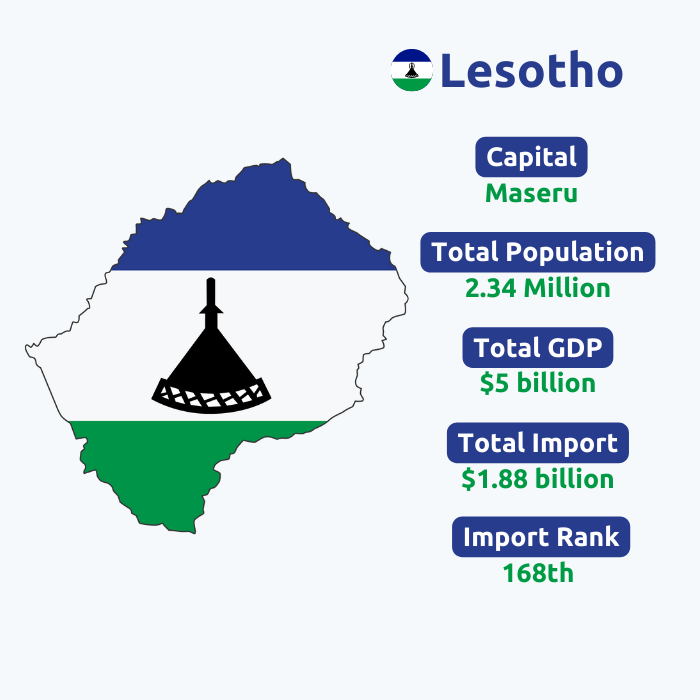 Lesotho
Capital
Maseru
Total Population
2.34 Million
Total GDP
$5 billion
Total Import
$1.88 billion
Import Rank
168th